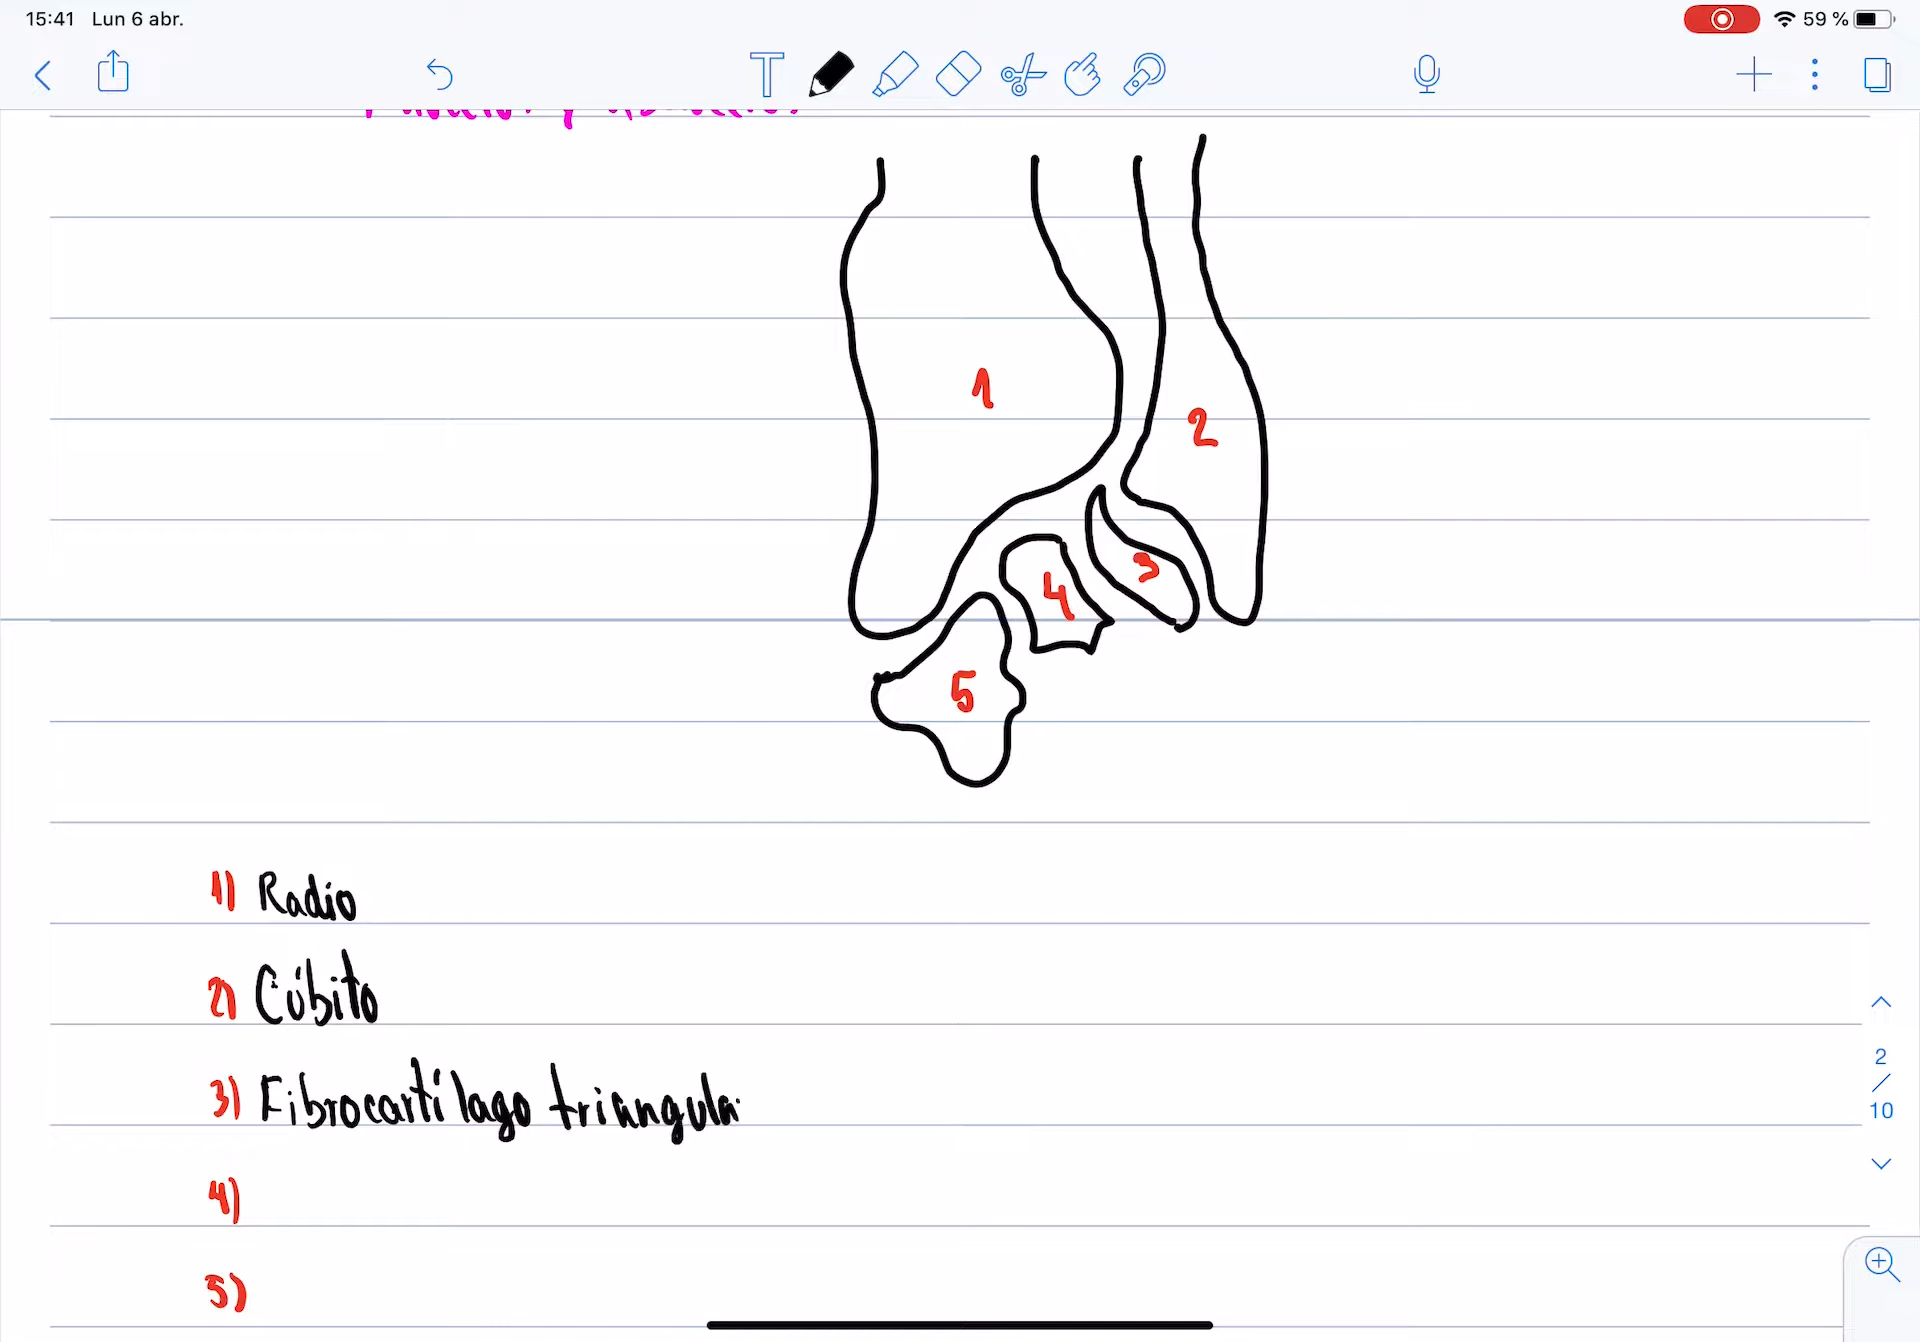 15:41 Lun 6 abr. 59 %
1
2
3
4
5
1) Radio
2) Cúbito
3) Fibrocartílago triangular
4)
5)
2
/
10